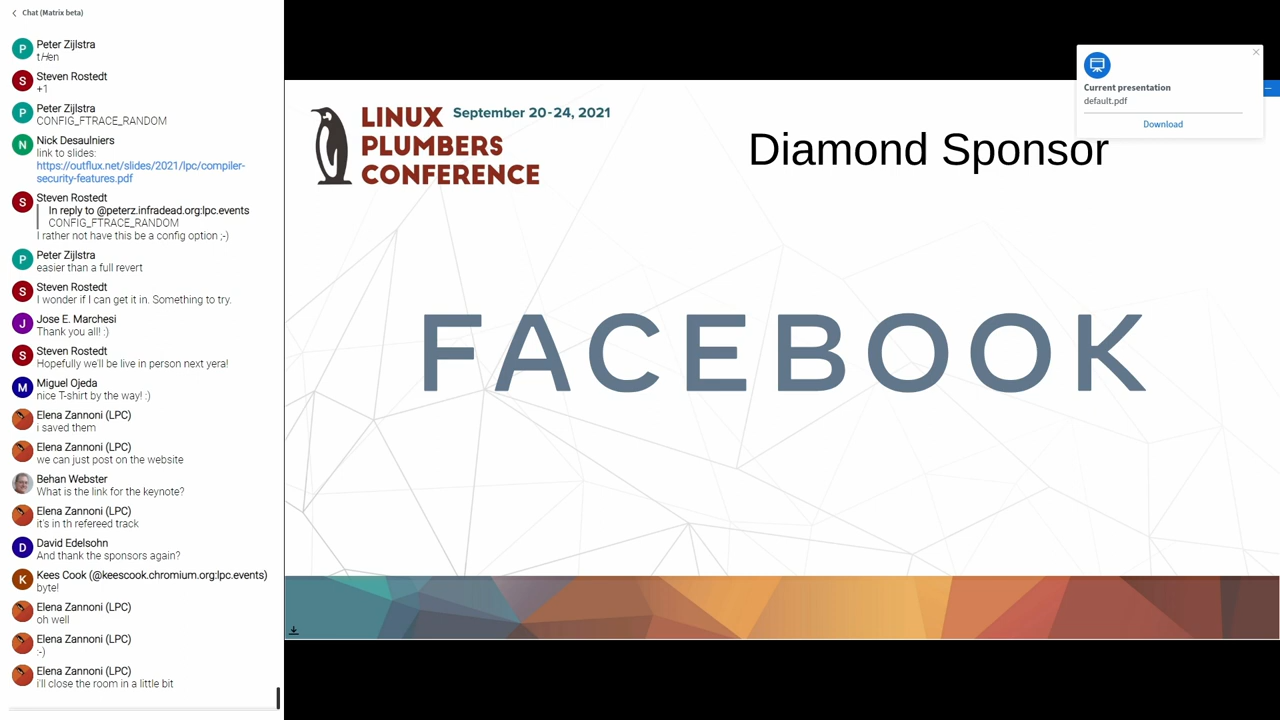 Chat (Matrix beta)
P
Peter Zijlstra
tHen
S
Steven Rostedt
+1
P
Peter Zijlstra
CONFIG_FTRACE_RANDOM
N
Nick Desaulniers
link to slides:
https://outflux.net/slides/2021/lpc/compiler-
security-features.pdf
S
Steven Rostedt
In reply to @peterz.infradead.org:lpc.events
CONFIG_FTRACE_RANDOM
I rather not have this be a config option ;-)
P
Peter Zijlstra
easier than a full revert
S
Steven Rostedt
I wonder if I can get it in. Something to try.
J
Jose E. Marchesi
Thank you all! :)
S
Steven Rostedt
Hopefully we'll be live in person next yera!
M
Miguel Ojeda
nice T-shirt by the way! :)
Elena Zannoni (LPC)
i saved them
Elena Zannoni (LPC)
we can just post on the website
Behan Webster
What is the link for the keynote?
Elena Zannoni (LPC)
it's in th refereed track
D
David Edelsohn
And thank the sponsors again?
K
Kees Cook (@keescook.chromium.org:lpc.events)
byte!
Elena Zannoni (LPC)
oh well
Elena Zannoni (LPC)
:-)
Elena Zannoni (LPC)
i'll close the room in a little bit
LINUX
PLUMBERS
CONFERENCE
September 20-24, 2021
Diamond Sponsor
FACEBOOK
Current presentation
default.pdf
Download